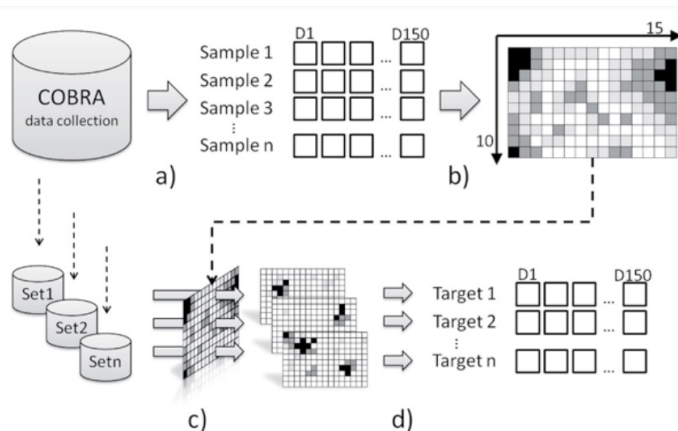 COBRA
data collection
D1 D150
Sample 1
Sample 2
Sample 3
⋮
Sample n
...
...
...
...
a)
b)
15
10
Set1
Set2
Setn
c)
d)
D1 D150
Target 1
Target 2
⋮
Target n
...
...
...